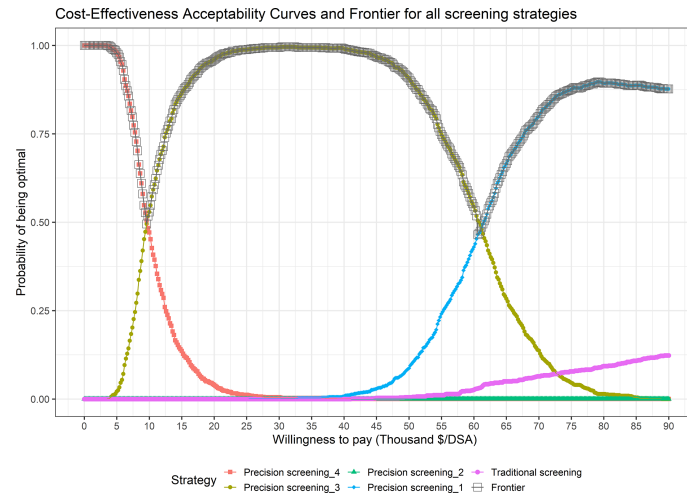 Cost-Effectiveness Acceptability Curves and Frontier for all screening strategies
Probability of being optimal
1.00
0.75
0.50
0.25
0.00
0 5 10 15 20 25 30 35 40 45 50 55 60 65 70 75 80 85 90
Willingness to pay (Thousand $/DSA)
Strategy
Precision screening_4 Precision screening_2 Traditional screening
Precision screening_3 Precision screening_1 Frontier